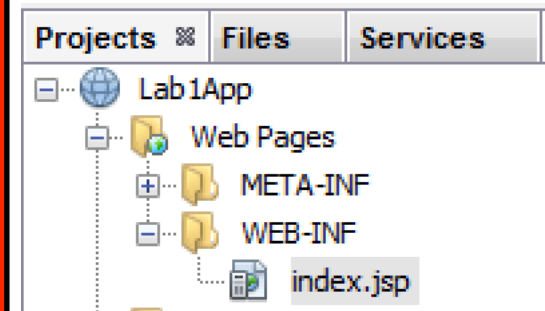 Projects Files Services
Lab1App
Web Pages
META-INF
WEB-INF
index.jsp